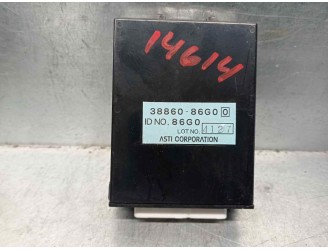 14614
38860-86G0 0
ID NO. 86G0
LOT NO. 4127
ASTI CORPORATION